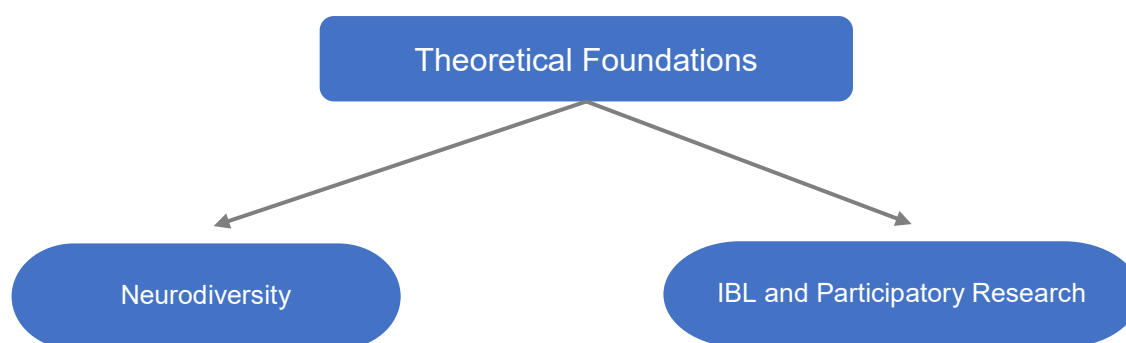 Theoretical Foundations
Neurodiversity
IBL and Participatory Research